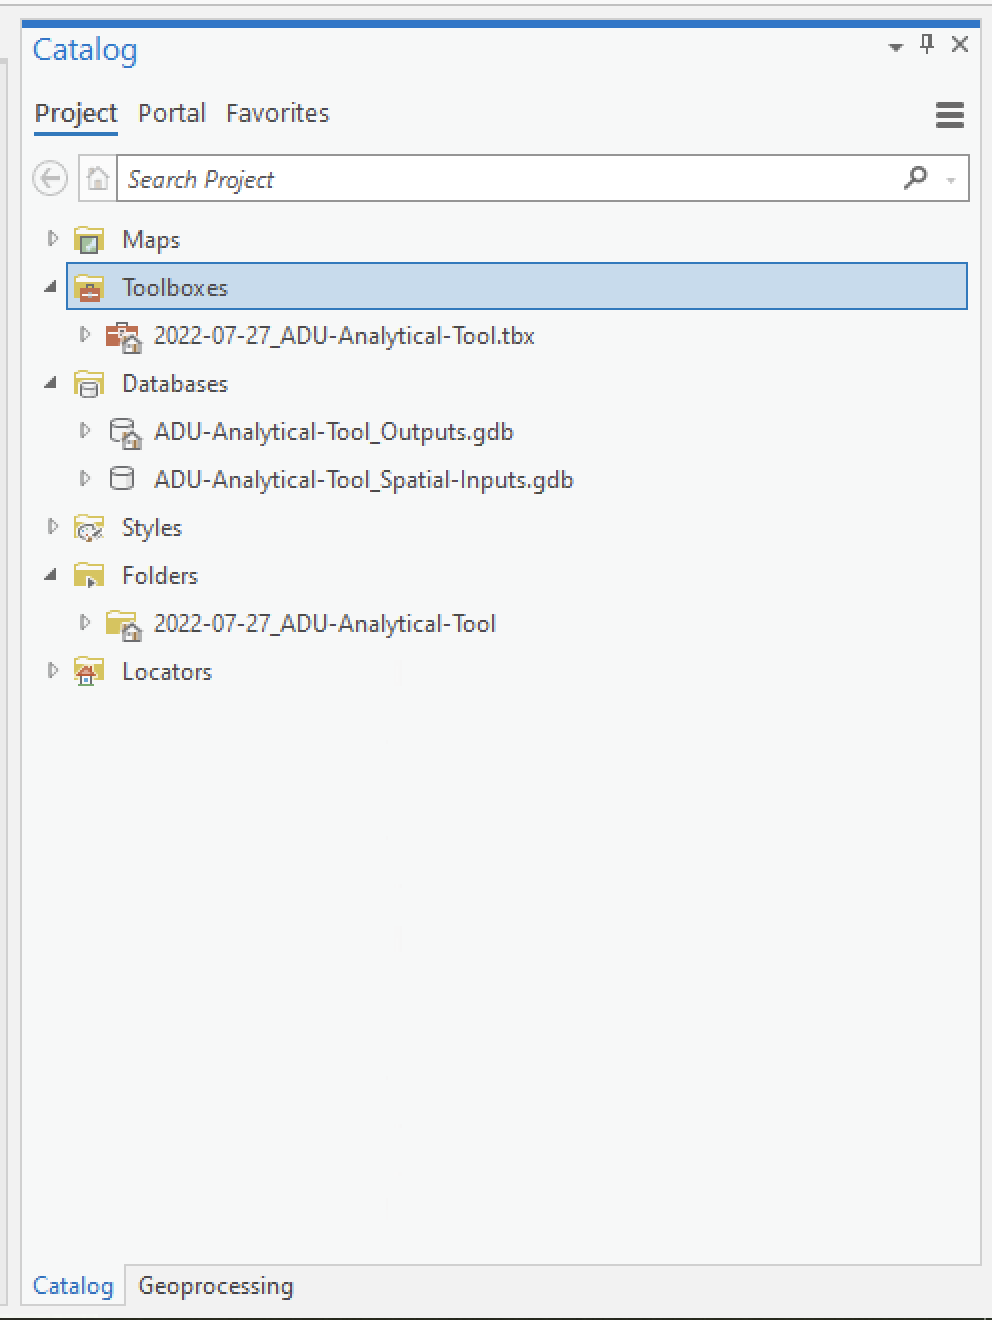 Catalog
Project Portal Favorites
Search Project
Maps
Toolboxes
2022-07-27_ADU-Analytical-Tool.tbx
Databases
ADU-Analytical-Tool_Outputs.gdb
ADU-Analytical-Tool_Spatial-Inputs.gdb
Styles
Folders
2022-07-27_ADU-Analytical-Tool
Locators
Catalog Geoprocessing